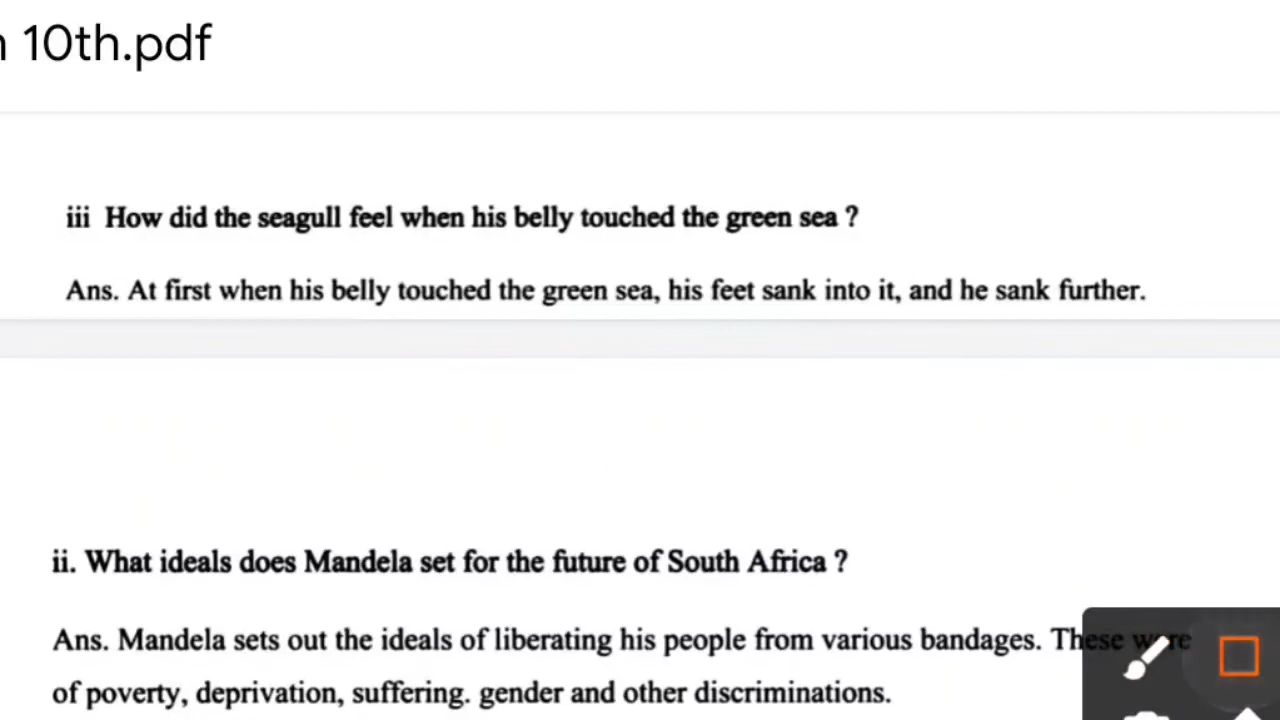 10th.pdf
iii How did the seagull feel when his belly touched the green sea ?
Ans. At first when his belly touched the green sea, his feet sank into it, and he sank further.
ii. What ideals does Mandela set for the future of South Africa ?
Ans. Mandela sets out the ideals of liberating his people from various bandages. These were
of poverty, deprivation, suffering. gender and other discriminations.